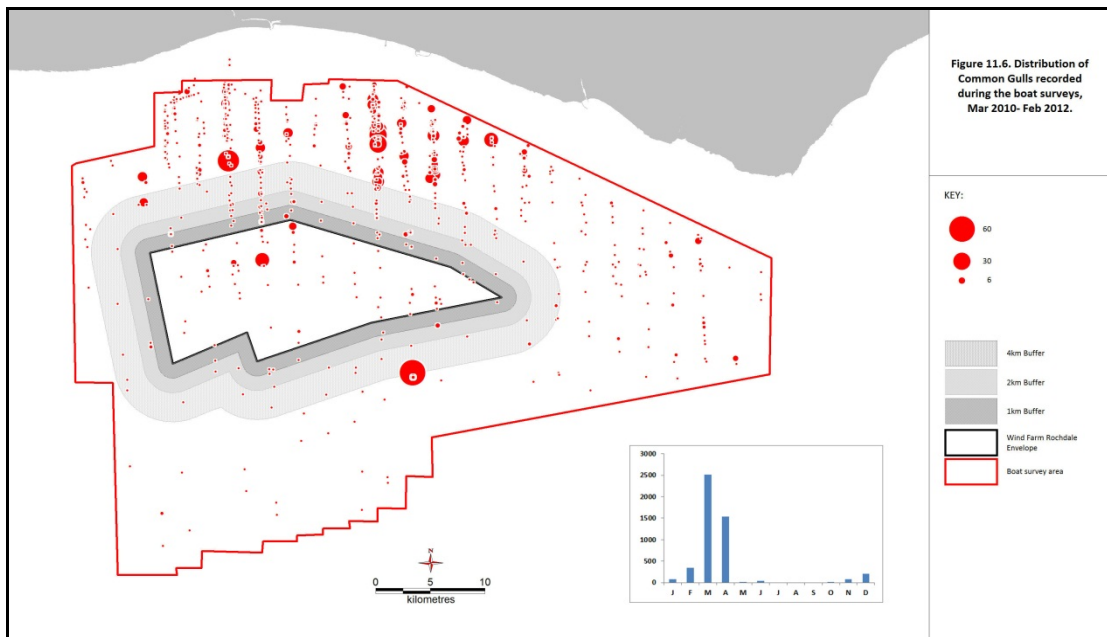 Figure 11.6. Distribution of
Common Gulls recorded
during the boat surveys,
Mar 2010- Feb 2012.
KEY:
60
30
6
4km Buffer
2km Buffer
1km Buffer
Wind Farm Rochdale
Envelope
Boat survey area
3000
2500
2000
1500
1000
500
0
J F M A M J J A S O N D
N
0 5 10
kilometres